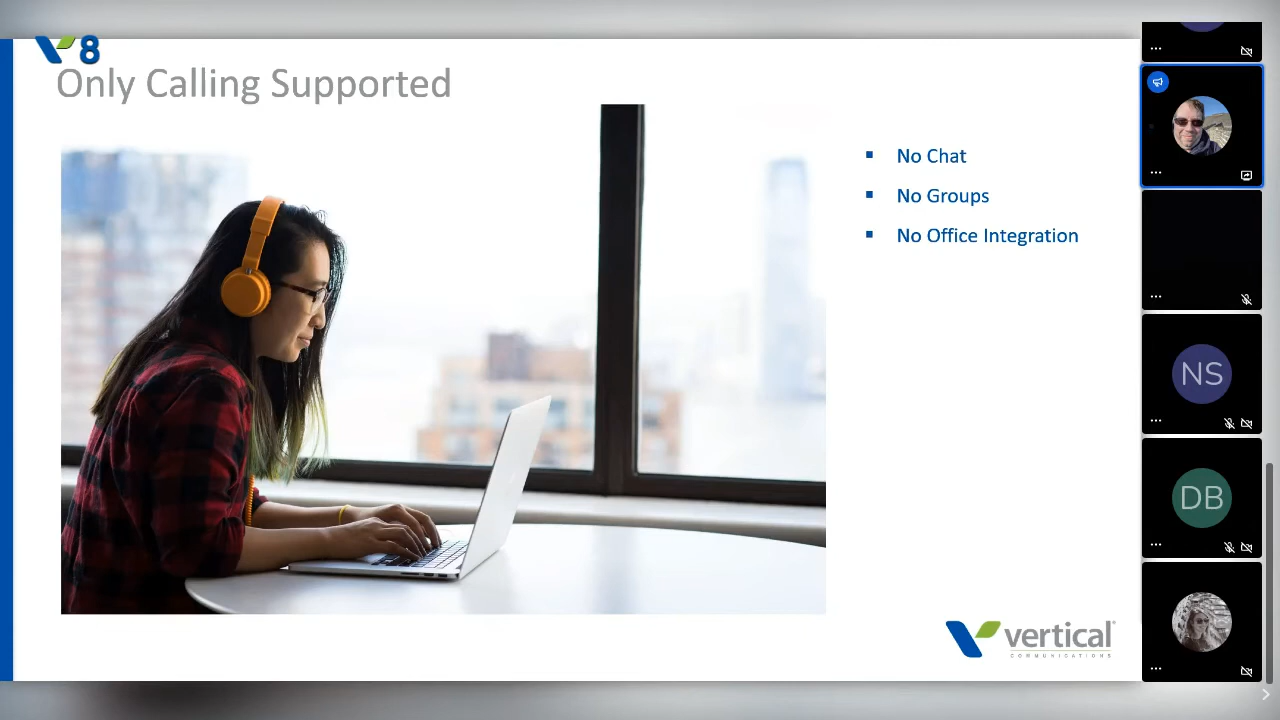 V8
Only Calling Supported
No Chat
No Groups
No Office Integration
vertical
COMMUNICATIONS
NS
DB